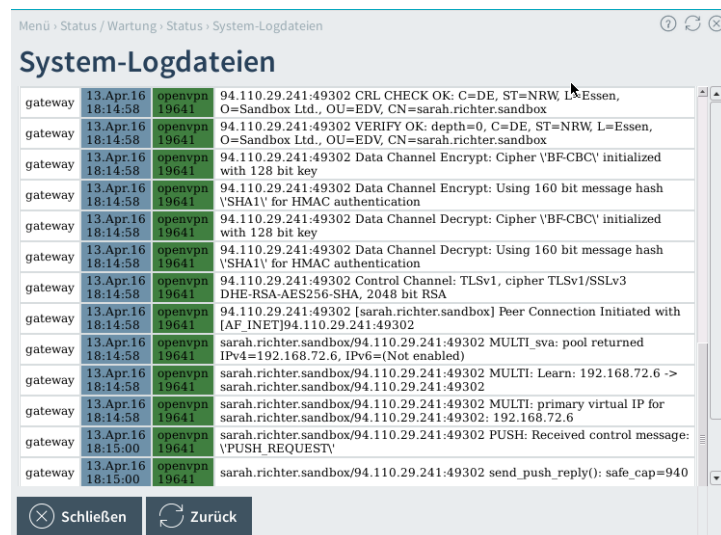 Menü › Status / Wartung › Status › System-Logdateien
System-Logdateien
gateway 13.Apr.16 18:14:58 openvpn 19641 94.110.29.241:49302 CRL CHECK OK: C=DE, ST=NRW, L=Essen,
O=Sandbox Ltd., OU=EDV, CN=sarah.richter.sandbox
gateway 13.Apr.16 18:14:58 openvpn 19641 94.110.29.241:49302 VERIFY OK: depth=0, C=DE, ST=NRW, L=Essen,
O=Sandbox Ltd., OU=EDV, CN=sarah.richter.sandbox
gateway 13.Apr.16 18:14:58 openvpn 19641 94.110.29.241:49302 Data Channel Encrypt: Cipher \'BF-CBC\' initialized
with 128 bit key
gateway 13.Apr.16 18:14:58 openvpn 19641 94.110.29.241:49302 Data Channel Encrypt: Using 160 bit message hash
\'SHA1\' for HMAC authentication
gateway 13.Apr.16 18:14:58 openvpn 19641 94.110.29.241:49302 Data Channel Decrypt: Cipher \'BF-CBC\' initialized
with 128 bit key
gateway 13.Apr.16 18:14:58 openvpn 19641 94.110.29.241:49302 Data Channel Decrypt: Using 160 bit message hash
\'SHA1\' for HMAC authentication
gateway 13.Apr.16 18:14:58 openvpn 19641 94.110.29.241:49302 Control Channel: TLSv1, cipher TLSv1/SSLv3
DHE-RSA-AES256-SHA, 2048 bit RSA
gateway 13.Apr.16 18:14:58 openvpn 19641 94.110.29.241:49302 [sarah.richter.sandbox] Peer Connection Initiated with
[AF_INET]94.110.29.241:49302
gateway 13.Apr.16 18:14:58 openvpn 19641 sarah.richter.sandbox/94.110.29.241:49302 MULTI_sva: pool returned
IPv4=192.168.72.6, IPv6=(Not enabled)
gateway 13.Apr.16 18:14:58 openvpn 19641 sarah.richter.sandbox/94.110.29.241:49302 MULTI: Learn: 192.168.72.6 ->
sarah.richter.sandbox/94.110.29.241:49302
gateway 13.Apr.16 18:14:58 openvpn 19641 sarah.richter.sandbox/94.110.29.241:49302 MULTI: primary virtual IP for
sarah.richter.sandbox/94.110.29.241:49302: 192.168.72.6
gateway 13.Apr.16 18:15:00 openvpn 19641 sarah.richter.sandbox/94.110.29.241:49302 PUSH: Received control message:
\'PUSH_REQUEST\'
gateway 13.Apr.16 18:15:00 openvpn 19641 sarah.richter.sandbox/94.110.29.241:49302 send_push_reply(): safe_cap=940
Schließen
Zurück